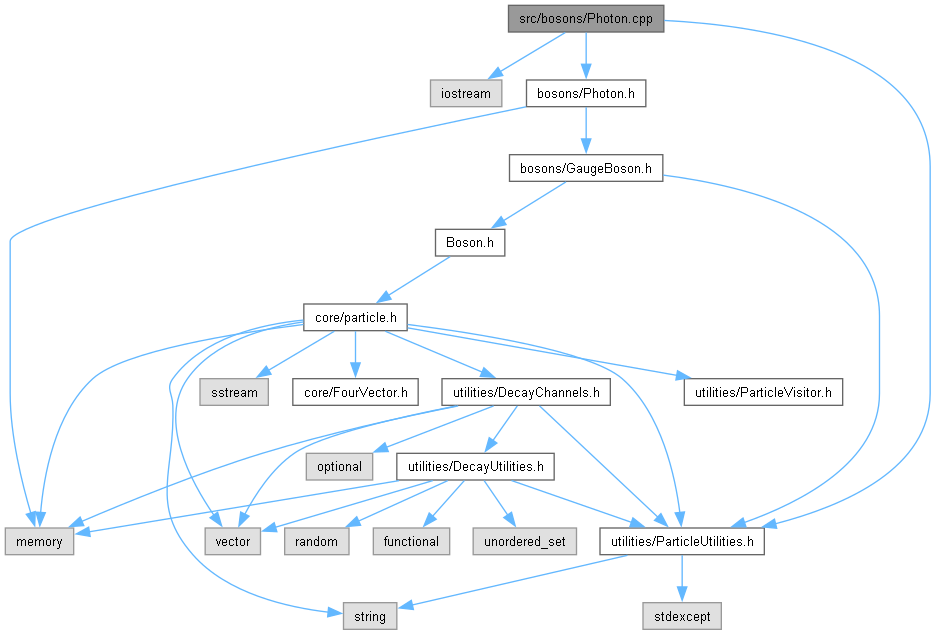 src/bosons/Photon.cpp
iostream
bosons/Photon.h
bosons/GaugeBoson.h
Boson.h
core/particle.h
sstream
core/FourVector.h
utilities/DecayChannels.h
utilities/ParticleVisitor.h
optional
utilities/DecayUtilities.h
memory
vector
random
functional
unordered_set
utilities/ParticleUtilities.h
string
stdexcept